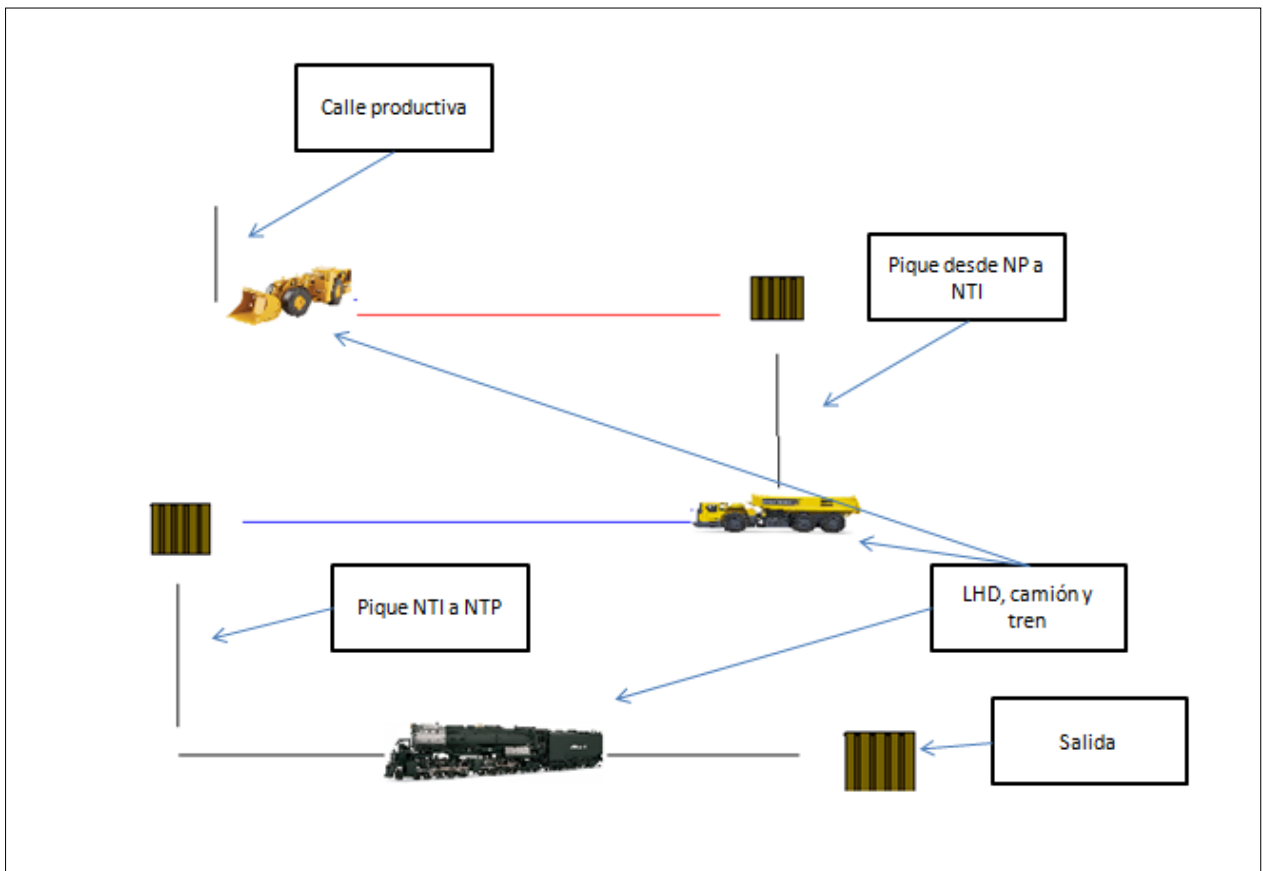 Calle productiva
Pique desde NP a
NTI
Pique NTI a NTP
LHD, camión y
tren
Salida